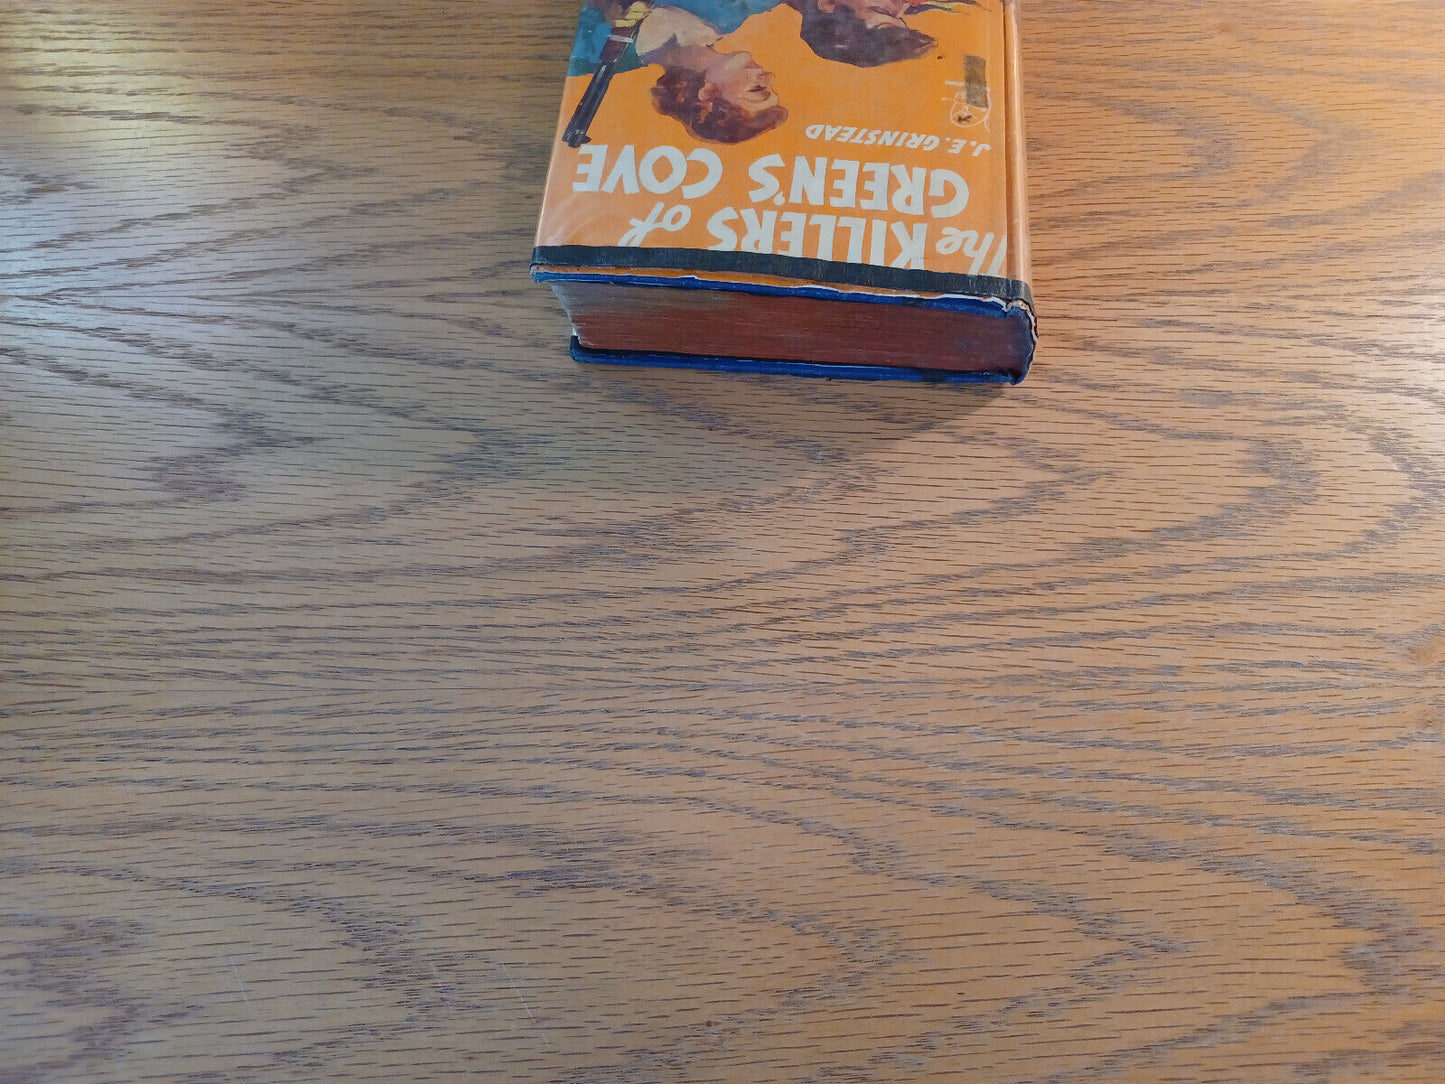 The KILLERS of
GREEN'S COVE
J.E. GRINSTEAD